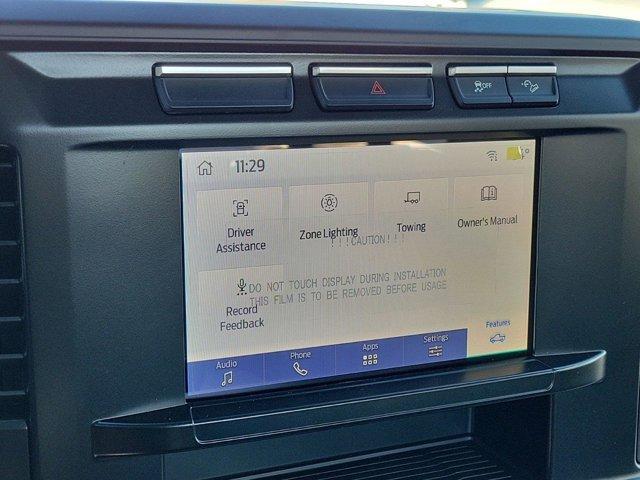 OFF
11:29
°F
Driver
Assistance
Zone Lighting
Towing
Owner's Manual
!!!CAUTION!!!
DO NOT TOUCH DISPLAY DURING INSTALLATION
THIS FILM IS TO BE REMOVED BEFORE USAGE
Record
Feedback
Audio
Phone
Apps
Settings
Features